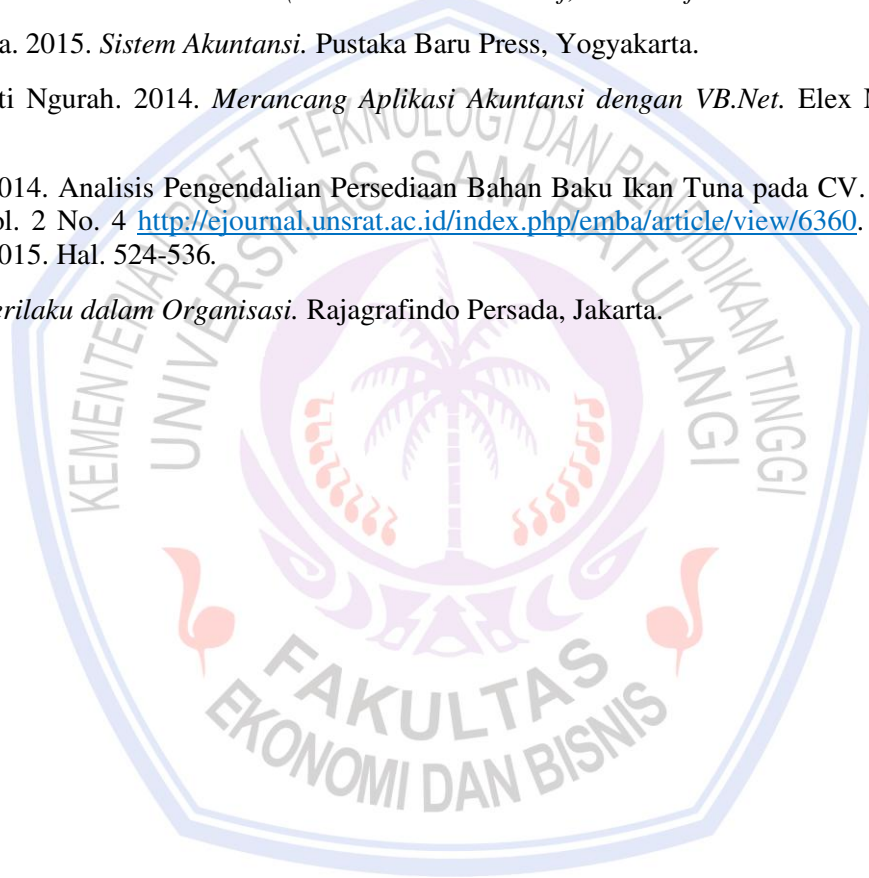 a. 2015. Sistem Akuntansi. Pustaka Baru Press, Yogyakarta.
ti Ngurah. 2014. Merancang Aplikasi Akuntansi dengan VB.Net. Elex
014. Analisis Pengendalian Persediaan Bahan Baku Ikan Tuna pada CV.
ol. 2 No. 4 http://ejournal.unsrat.ac.id/index.php/emba/article/view/6360.
015. Hal. 524-536.
erilaku dalam Organisasi. Rajagrafindo Persada, Jakarta.
KEMENTERIAN RISET TEKNOLOGI DAN PENDIDIKAN TINGGI
UNIVERSITAS SAM RATULANGI
FAKULTAS
EKONOMI DAN BISNIS